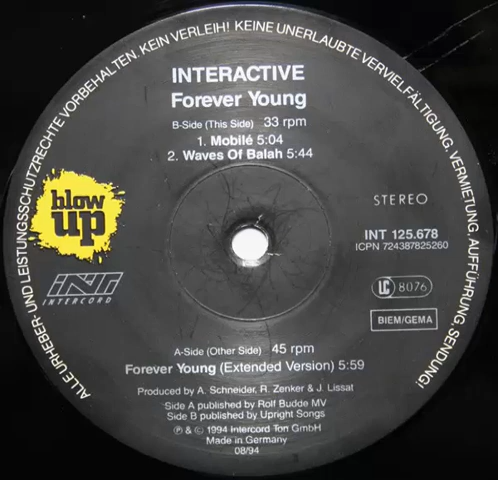 ALLE URHEBER- UND LEISTUNGSSCHUTZRECHTE VORBEHALTEN. KEIN VERLEIH! KEINE UNERLAUBTE VERVIELFÄLTIGUNG, VERMIETUNG, AUFFÜHRUNG, SENDUNG!
INTERACTIVE
Forever Young
B-Side (This Side) 33 rpm
1. Mobilé 5:04
2. Waves Of Balah 5:44
blow
up
STEREO
INT 125.678
ICPN 724387825260
INT
INTERCORD
LC 8076
BIEM/GEMA
A-Side (Other Side) 45 rpm
Forever Young (Extended Version) 5:59
Produced by A. Schneider, R. Zenker & J. Lissat
Side A published by Rolf Budde MV
Side B published by Upright Songs
℗ & © 1994 Intercord Ton GmbH
Made in Germany
08/94